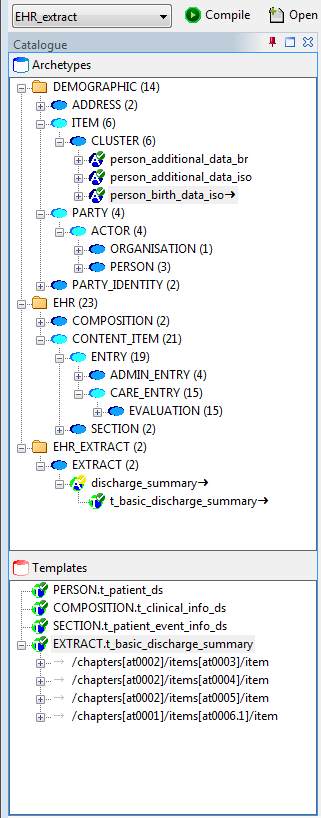 EHR_extract
Compile
Open
Catalogue
Archetypes
DEMOGRAPHIC (14)
ADDRESS (2)
ITEM (6)
CLUSTER (6)
person_additional_data_br
person_additional_data_iso
person_birth_data_iso→
PARTY (4)
ACTOR (4)
ORGANISATION (1)
PERSON (3)
PARTY_IDENTITY (2)
EHR (23)
COMPOSITION (2)
CONTENT_ITEM (21)
ENTRY (19)
ADMIN_ENTRY (4)
CARE_ENTRY (15)
EVALUATION (15)
SECTION (2)
EHR_EXTRACT (2)
EXTRACT (2)
discharge_summary→
t_basic_discharge_summary→
Templates
PERSON.t_patient_ds
COMPOSITION.t_clinical_info_ds
SECTION.t_patient_event_info_ds
EXTRACT.t_basic_discharge_summary
→ /chapters[at0002]/items[at0003]/item
→ /chapters[at0002]/items[at0004]/item
→ /chapters[at0002]/items[at0005]/item
→ /chapters[at0001]/items[at0006.1]/item